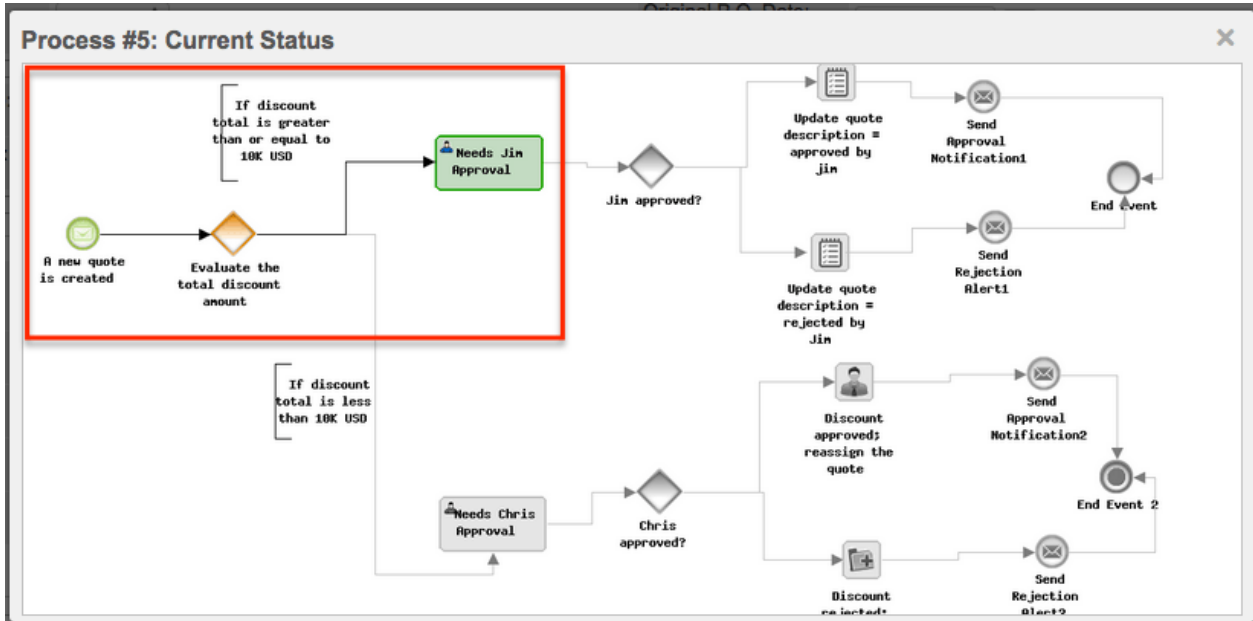 Original P.O. Date:
Process #5: Current Status
If discount
total is greater
than or equal to
10K USD
Needs Jim
Approval
A new quote
is created
Evaluate the
total discount
amount
Jim approved?
Update quote
description =
approved by
jim
Send
Approval
Notification1
End Event
Update quote
description =
rejected by
Jim
Send
Rejection
Alert1
If discount
total is less
than 10K USD
Needs Chris
Approval
Chris
approved?
Discount
approved;
reassign the
quote
Send
Approval
Notification2
End Event 2
Discount
rejected;
Send
Rejection
Alert2